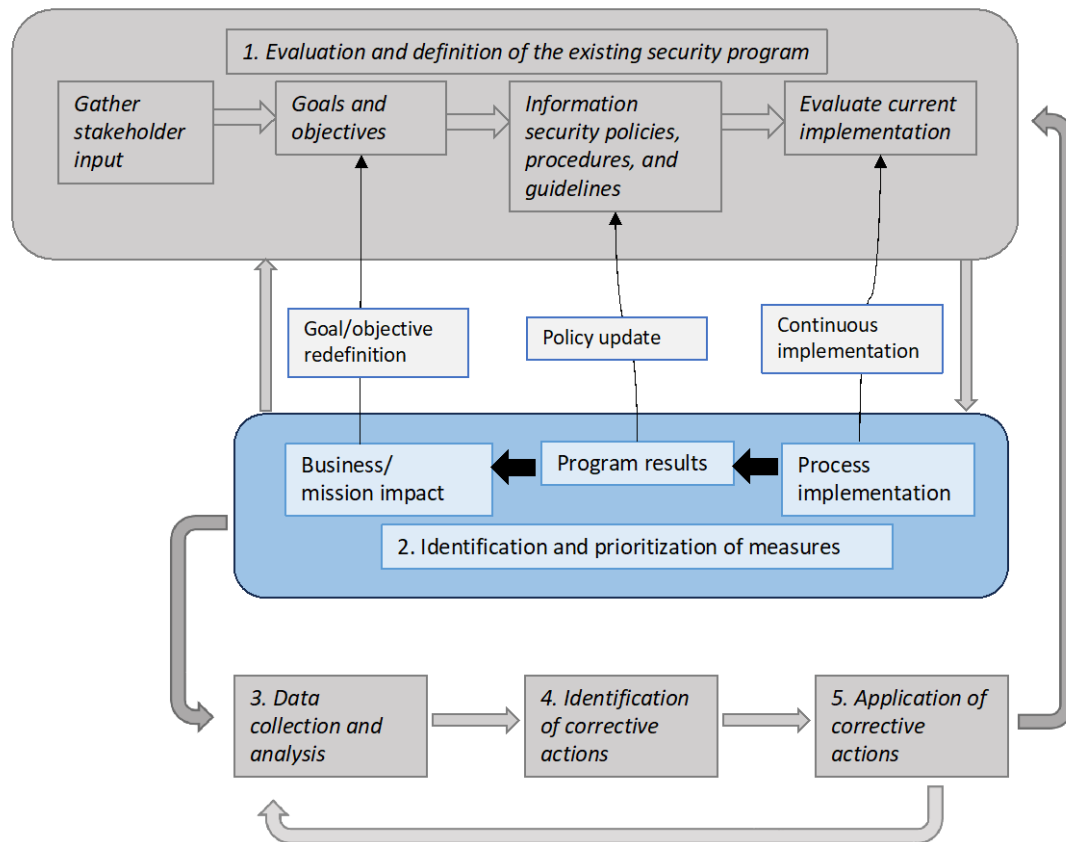 1. Evaluation and definition of the existing security program
Gather
stakeholder
input
Goals and
objectives
Information
security policies,
procedures, and
guidelines
Evaluate current
implementation
Goal/objective
redefinition
Policy update
Continuous
implementation
Business/
mission impact
Program results
Process
implementation
2. Identification and prioritization of measures
3. Data
collection and
analysis
4. Identification
of corrective
actions
5. Application of
corrective
actions